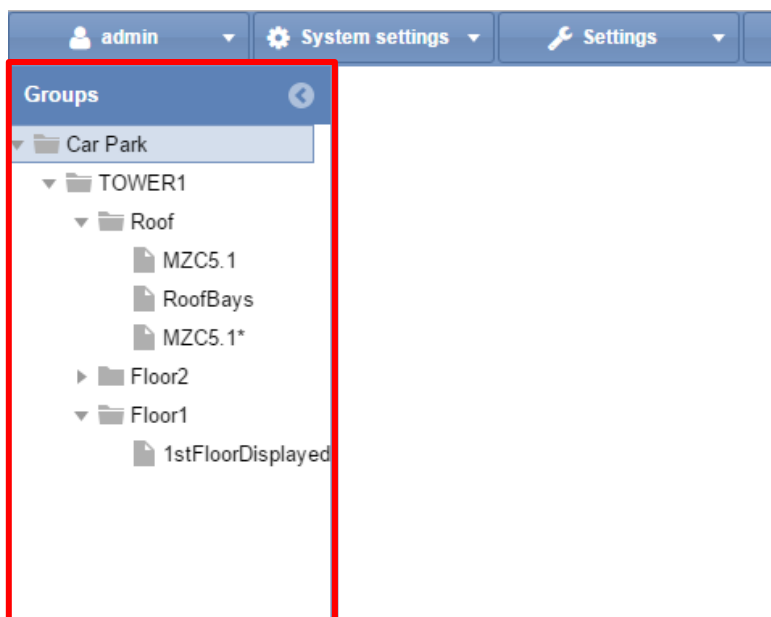 admin System settings Settings
Groups
Car Park
TOWER1
Roof
MZC5.1
RoofBays
MZC5.1*
Floor2
Floor1
1stFloorDisplayed